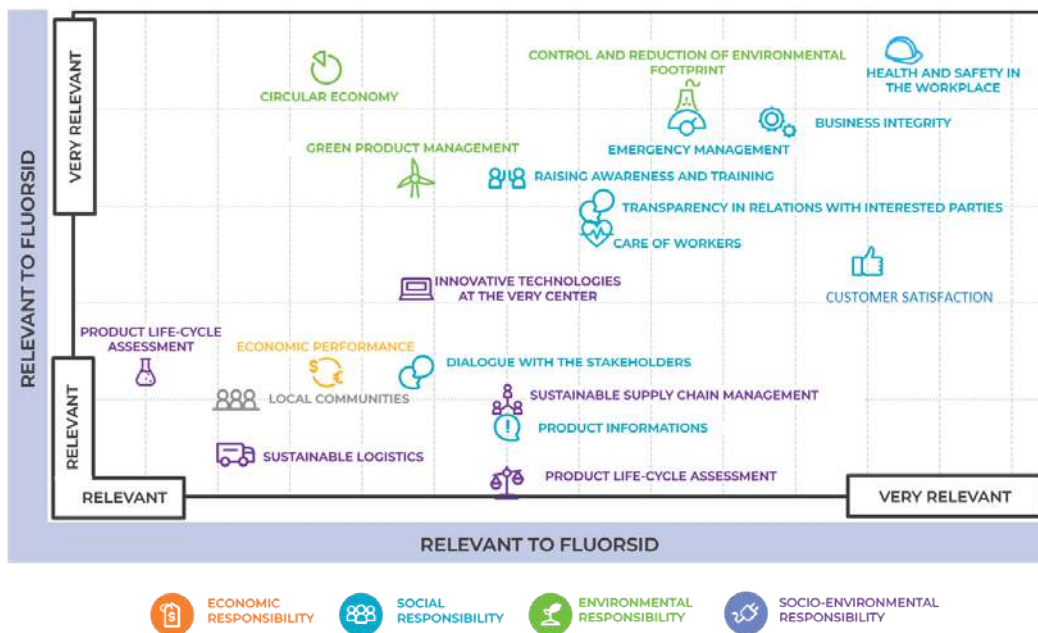 RELEVANT TO FLUORSID
VERY RELEVANT
RELEVANT
CIRCULAR ECONOMY
CONTROL AND REDUCTION OF ENVIRONMENTAL
FOOTPRINT
HEALTH AND SAFETY IN
THE WORKPLACE
BUSINESS INTEGRITY
GREEN PRODUCT MANAGEMENT
EMERGENCY MANAGEMENT
RAISING AWARENESS AND TRAINING
TRANSPARENCY IN RELATIONS WITH INTERESTED PARTIES
CARE OF WORKERS
INNOVATIVE TECHNOLOGIES
AT THE VERY CENTER
CUSTOMER SATISFACTION
PRODUCT LIFE-CYCLE
ASSESSMENT
ECONOMIC PERFORMANCE
$
€
DIALOGUE WITH THE STAKEHOLDERS
LOCAL COMMUNITIES
SUSTAINABLE SUPPLY CHAIN MANAGEMENT
!
PRODUCT INFORMATIONS
SUSTAINABLE LOGISTICS
PRODUCT LIFE-CYCLE ASSESSMENT
RELEVANT
VERY RELEVANT
RELEVANT TO FLUORSID
$
ECONOMIC
RESPONSIBILITY
SOCIAL
RESPONSIBILITY
ENVIRONMENTAL
RESPONSIBILITY
SOCIO-ENVIRONMENTAL
RESPONSIBILITY